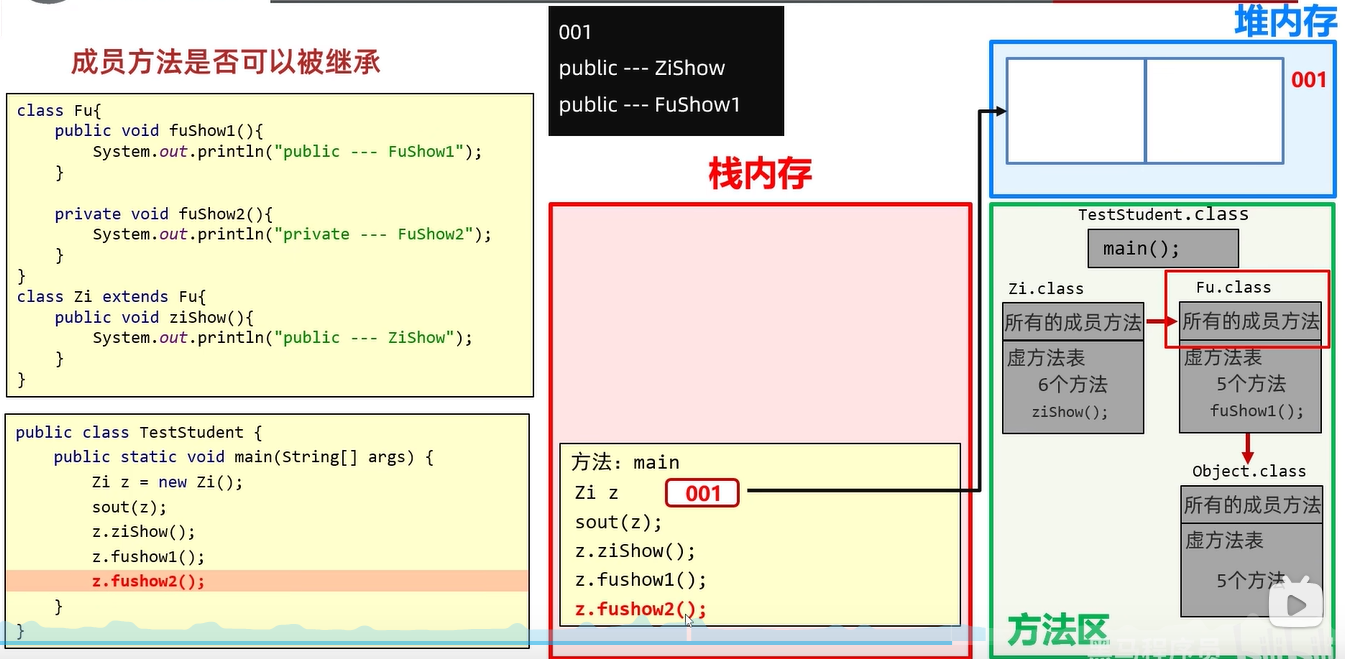 成员方法是否可以被继承
class Fu{
    public void fuShow1(){
        System.out.println("public --- FuShow1");
    }

    private void fuShow2(){
        System.out.println("private --- FuShow2");
    }
}
class Zi extends Fu{
    public void ziShow(){
        System.out.println("public --- ZiShow");
    }
}
public class TestStudent {
    public static void main(String[] args) {
        Zi z = new Zi();
        sout(z);
        z.ziShow();
        z.fushow1();
        z.fushow2();
    }
}
001
public --- ZiShow
public --- FuShow1
栈内存
方法：main
Zi z 001
sout(z);
z.ziShow();
z.fushow1();
z.fushow2();
堆内存
001
TestStudent.class
main();
Zi.class
所有的成员方法
虚方法表
6个方法
ziShow();
Fu.class
所有的成员方法
虚方法表
5个方法
fuShow1();
Object.class
所有的成员方法
虚方法表
5个方法
方法区